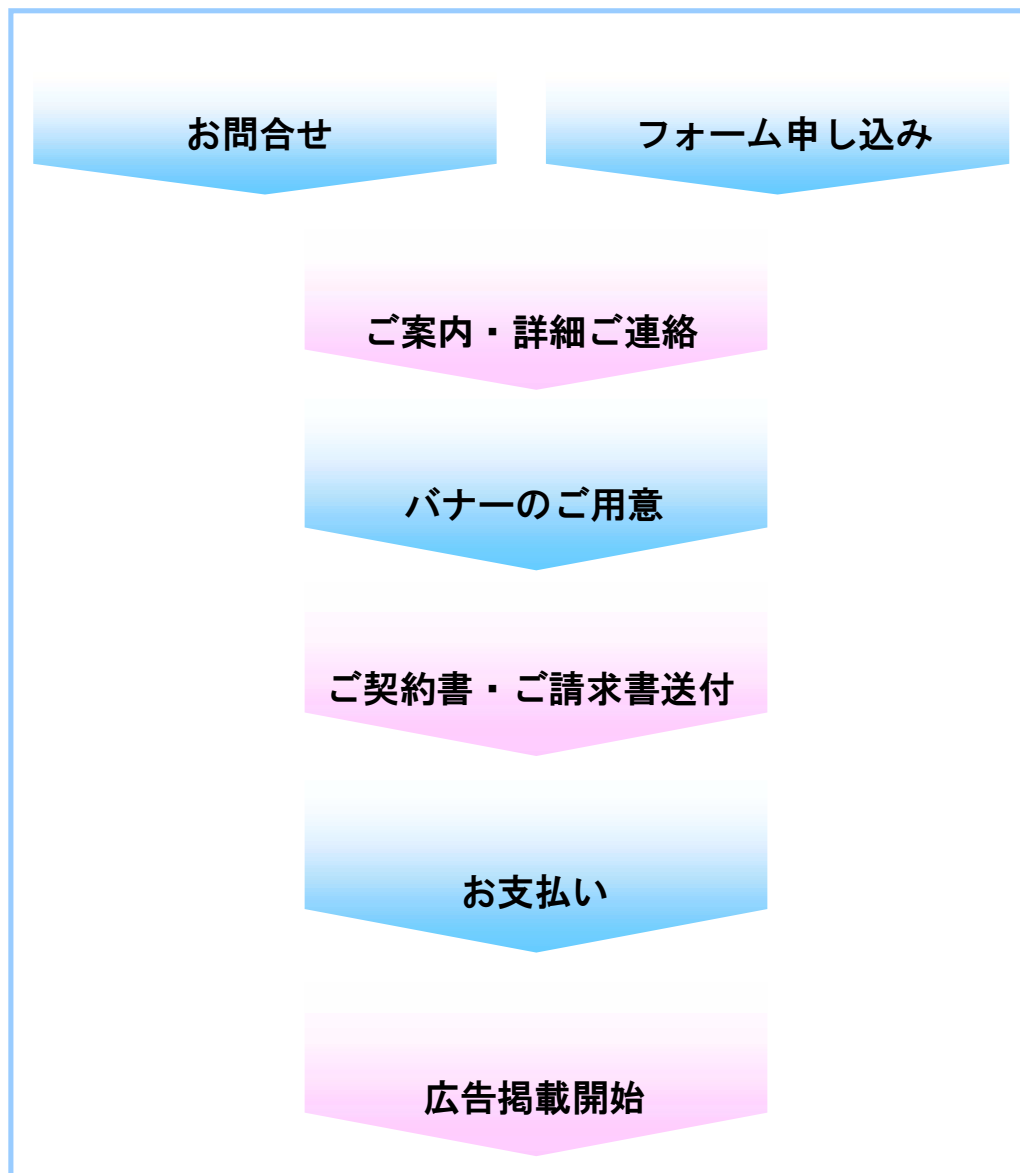 お問合せ
フォーム申し込み
ご案内・詳細ご連絡
バナーのご用意
ご契約書・ご請求書送付
お支払い
広告掲載開始